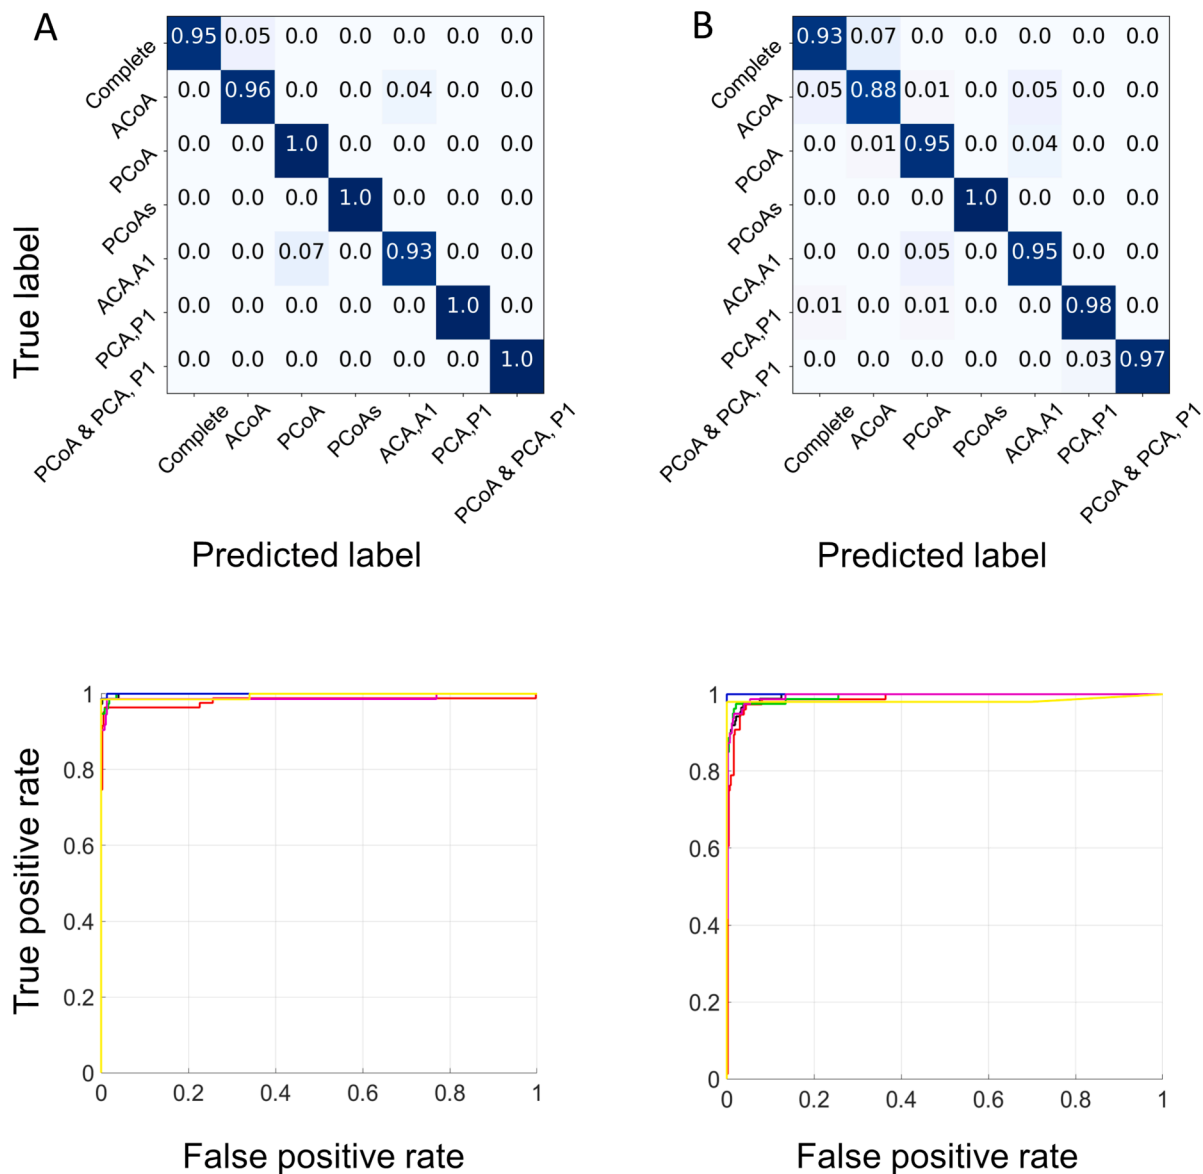 A
B
True label
Complete 0.95 0.05 0.0 0.0 0.0 0.0 0.0
ACoA 0.0 0.96 0.0 0.0 0.04 0.0 0.0
PCoA 0.0 0.0 1.0 0.0 0.0 0.0 0.0
PCoAs 0.0 0.0 0.0 1.0 0.0 0.0 0.0
ACA,A1 0.0 0.0 0.07 0.0 0.93 0.0 0.0
PCA,P1 0.0 0.0 0.0 0.0 0.0 1.0 0.0
PCoA & PCA, P1 0.0 0.0 0.0 0.0 0.0 0.0 1.0
Complete ACoA PCoA PCoAs ACA,A1 PCA,P1 PCoA & PCA, P1
Predicted label
Complete 0.93 0.07 0.0 0.0 0.0 0.0 0.0
ACoA 0.05 0.88 0.01 0.0 0.05 0.0 0.0
PCoA 0.0 0.01 0.95 0.0 0.04 0.0 0.0
PCoAs 0.0 0.0 0.0 1.0 0.0 0.0 0.0
ACA,A1 0.0 0.0 0.05 0.0 0.95 0.0 0.0
PCA,P1 0.01 0.0 0.01 0.0 0.0 0.98 0.0
PCoA & PCA, P1 0.0 0.0 0.0 0.0 0.0 0.03 0.97
Complete ACoA PCoA PCoAs ACA,A1 PCA,P1 PCoA & PCA, P1
Predicted label
True positive rate
1
0.8
0.6
0.4
0.2
0
0 0.2 0.4 0.6 0.8 1
False positive rate
1
0.8
0.6
0.4
0.2
0
0 0.2 0.4 0.6 0.8 1
False positive rate